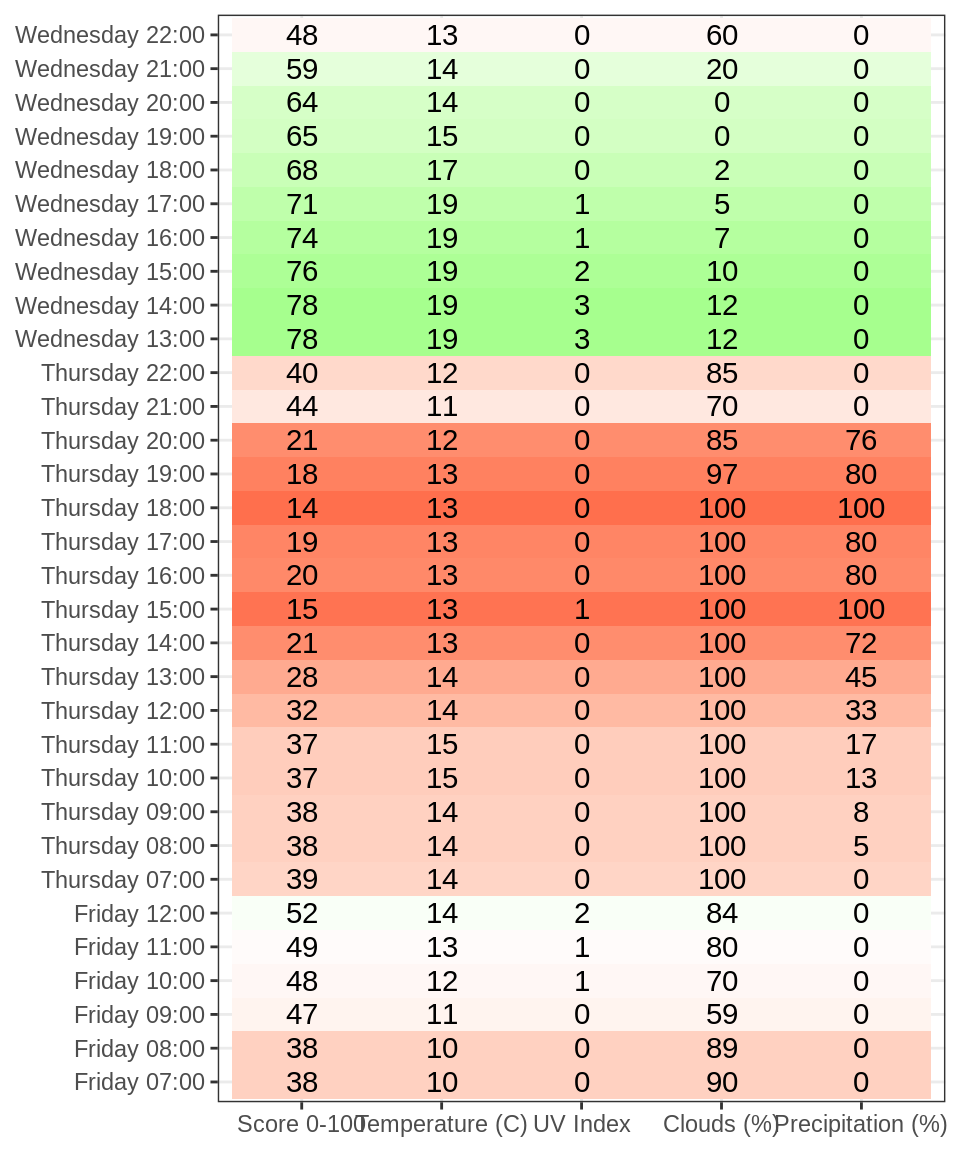 Wednesday 22:00 48 13 0 60 0
Wednesday 21:00 59 14 0 20 0
Wednesday 20:00 64 14 0 0 0
Wednesday 19:00 65 15 0 0 0
Wednesday 18:00 68 17 0 2 0
Wednesday 17:00 71 19 1 5 0
Wednesday 16:00 74 19 1 7 0
Wednesday 15:00 76 19 2 10 0
Wednesday 14:00 78 19 3 12 0
Wednesday 13:00 78 19 3 12 0
Thursday 22:00 40 12 0 85 0
Thursday 21:00 44 11 0 70 0
Thursday 20:00 21 12 0 85 76
Thursday 19:00 18 13 0 97 80
Thursday 18:00 14 13 0 100 100
Thursday 17:00 19 13 0 100 80
Thursday 16:00 20 13 0 100 80
Thursday 15:00 15 13 1 100 100
Thursday 14:00 21 13 0 100 72
Thursday 13:00 28 14 0 100 45
Thursday 12:00 32 14 0 100 33
Thursday 11:00 37 15 0 100 17
Thursday 10:00 37 15 0 100 13
Thursday 09:00 38 14 0 100 8
Thursday 08:00 38 14 0 100 5
Thursday 07:00 39 14 0 100 0
Friday 12:00 52 14 2 84 0
Friday 11:00 49 13 1 80 0
Friday 10:00 48 12 1 70 0
Friday 09:00 47 11 0 59 0
Friday 08:00 38 10 0 89 0
Friday 07:00 38 10 0 90 0
Score 0-100 Temperature (C) UV Index Clouds (%) Precipitation (%)